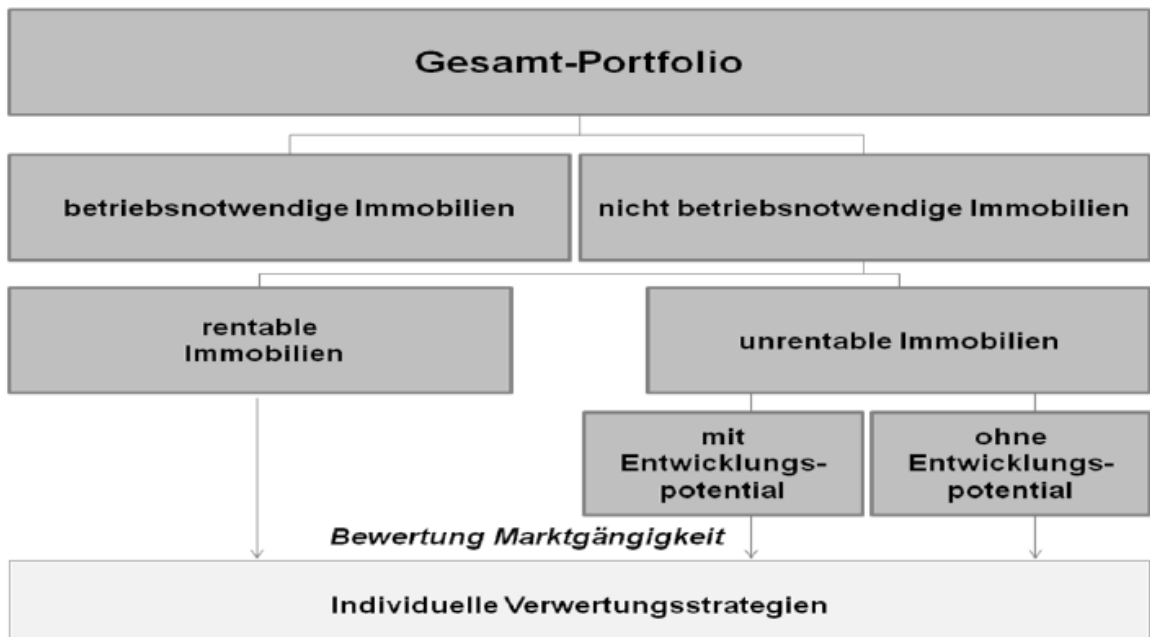 Gesamt-Portfolio
betriebsnotwendige Immobilien
nicht betriebsnotwendige Immobilien
rentable
Immobilien
unrentable Immobilien
mit
Entwicklungs-
potential
ohne
Entwicklungs-
potential
Bewertung Marktgängigkeit
Individuelle Verwertungsstrategien